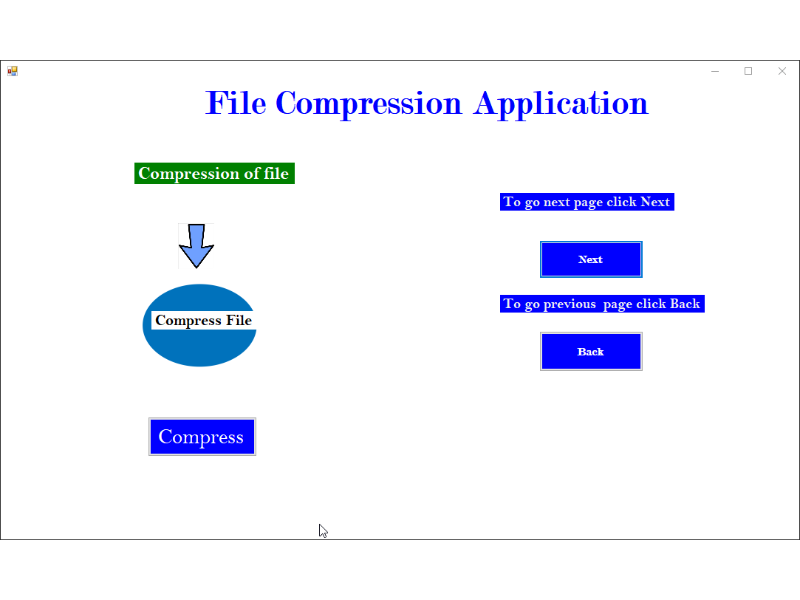 File Compression Application
Compression of file
To go next page click Next
Next
To go previous  page click Back
Compress File
Back
Compress